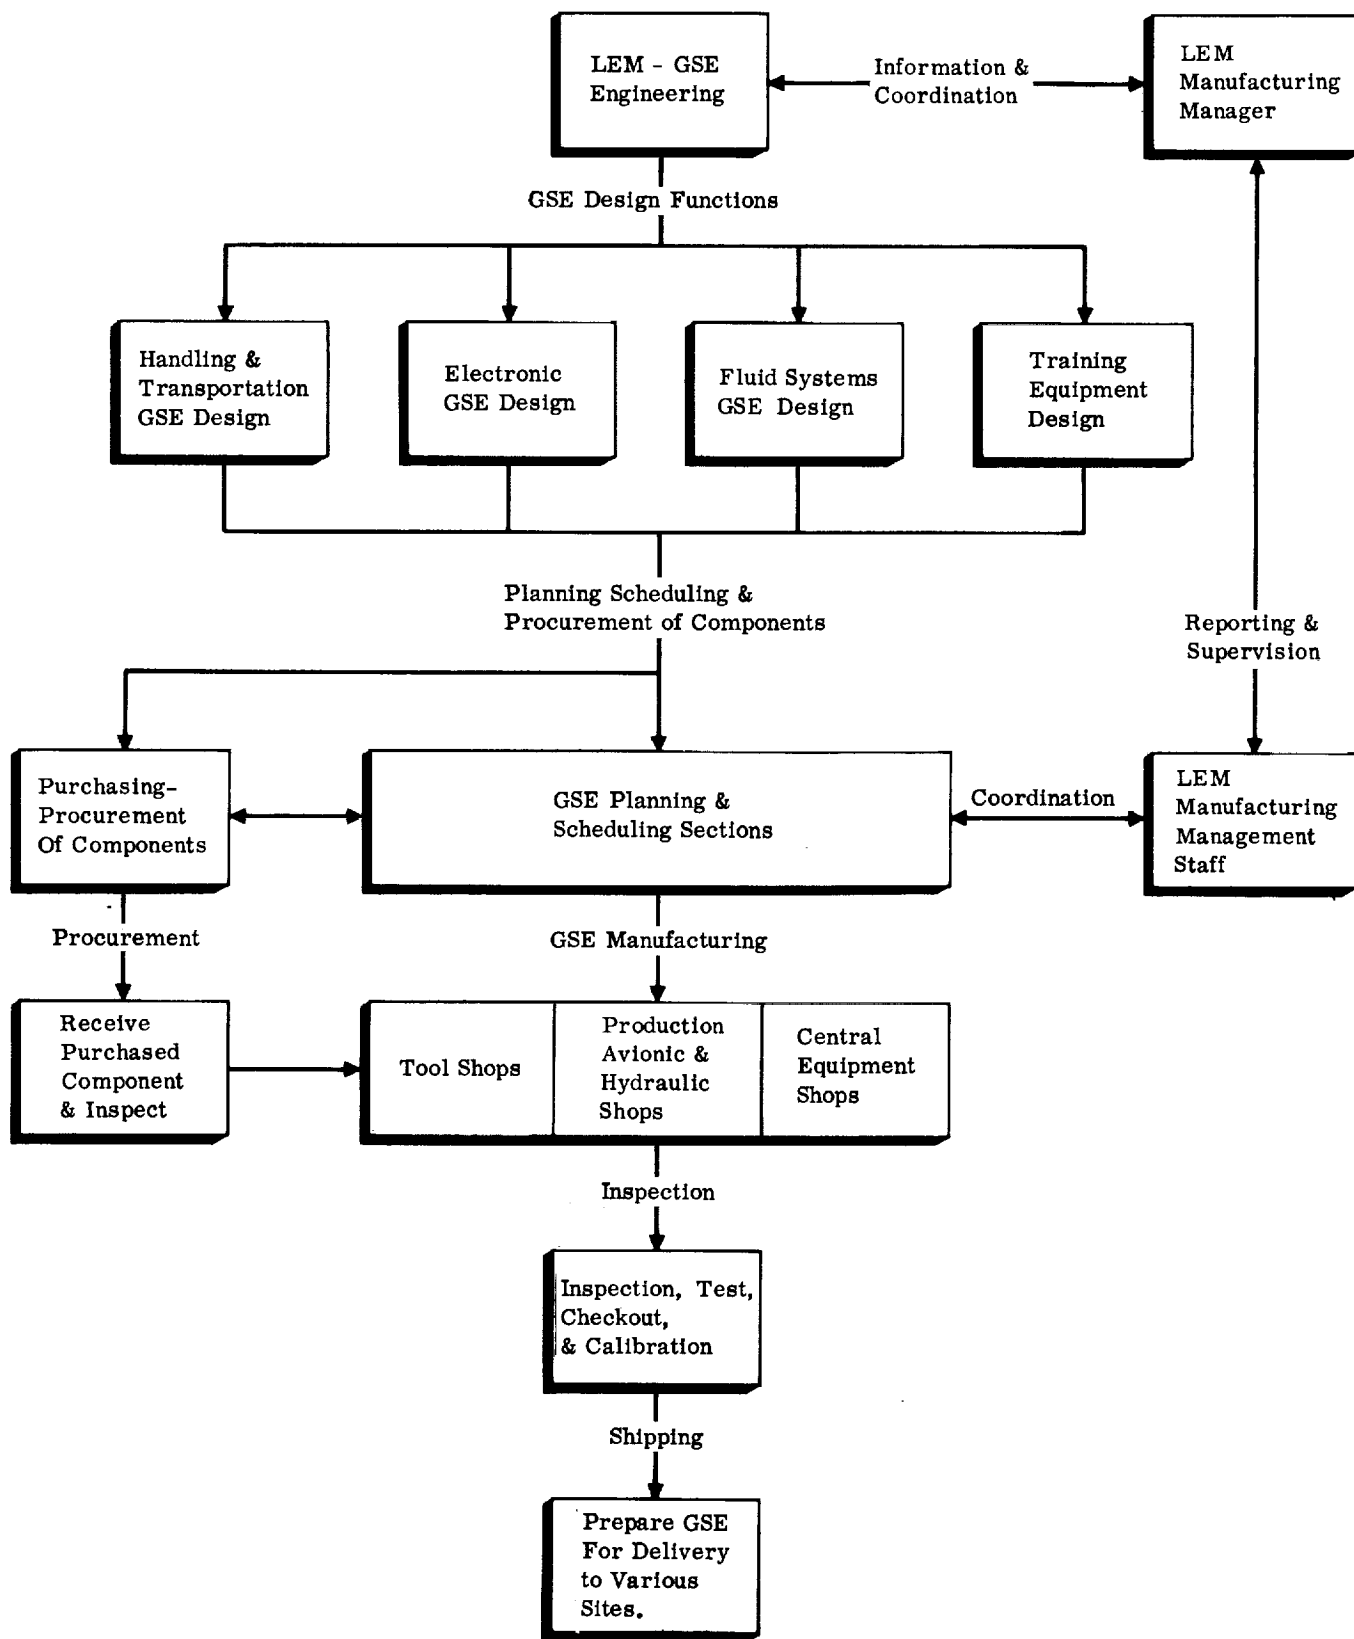 LEM - GSE
Engineering
Information &
Coordination
LEM
Manufacturing
Manager
GSE Design Functions
Handling &
Transportation
GSE Design
Electronic
GSE Design
Fluid Systems
GSE Design
Training
Equipment
Design
Planning Scheduling &
Procurement of Components
Reporting &
Supervision
Purchasing-
Procurement
Of Components
GSE Planning &
Scheduling Sections
Coordination
LEM
Manufacturing
Management
Staff
Procurement
GSE Manufacturing
Receive
Purchased
Component
& Inspect
Tool Shops
Production
Avionic &
Hydraulic
Shops
Central
Equipment
Shops
Inspection
Inspection, Test,
Checkout,
& Calibration
Shipping
Prepare GSE
For Delivery
to Various
Sites.